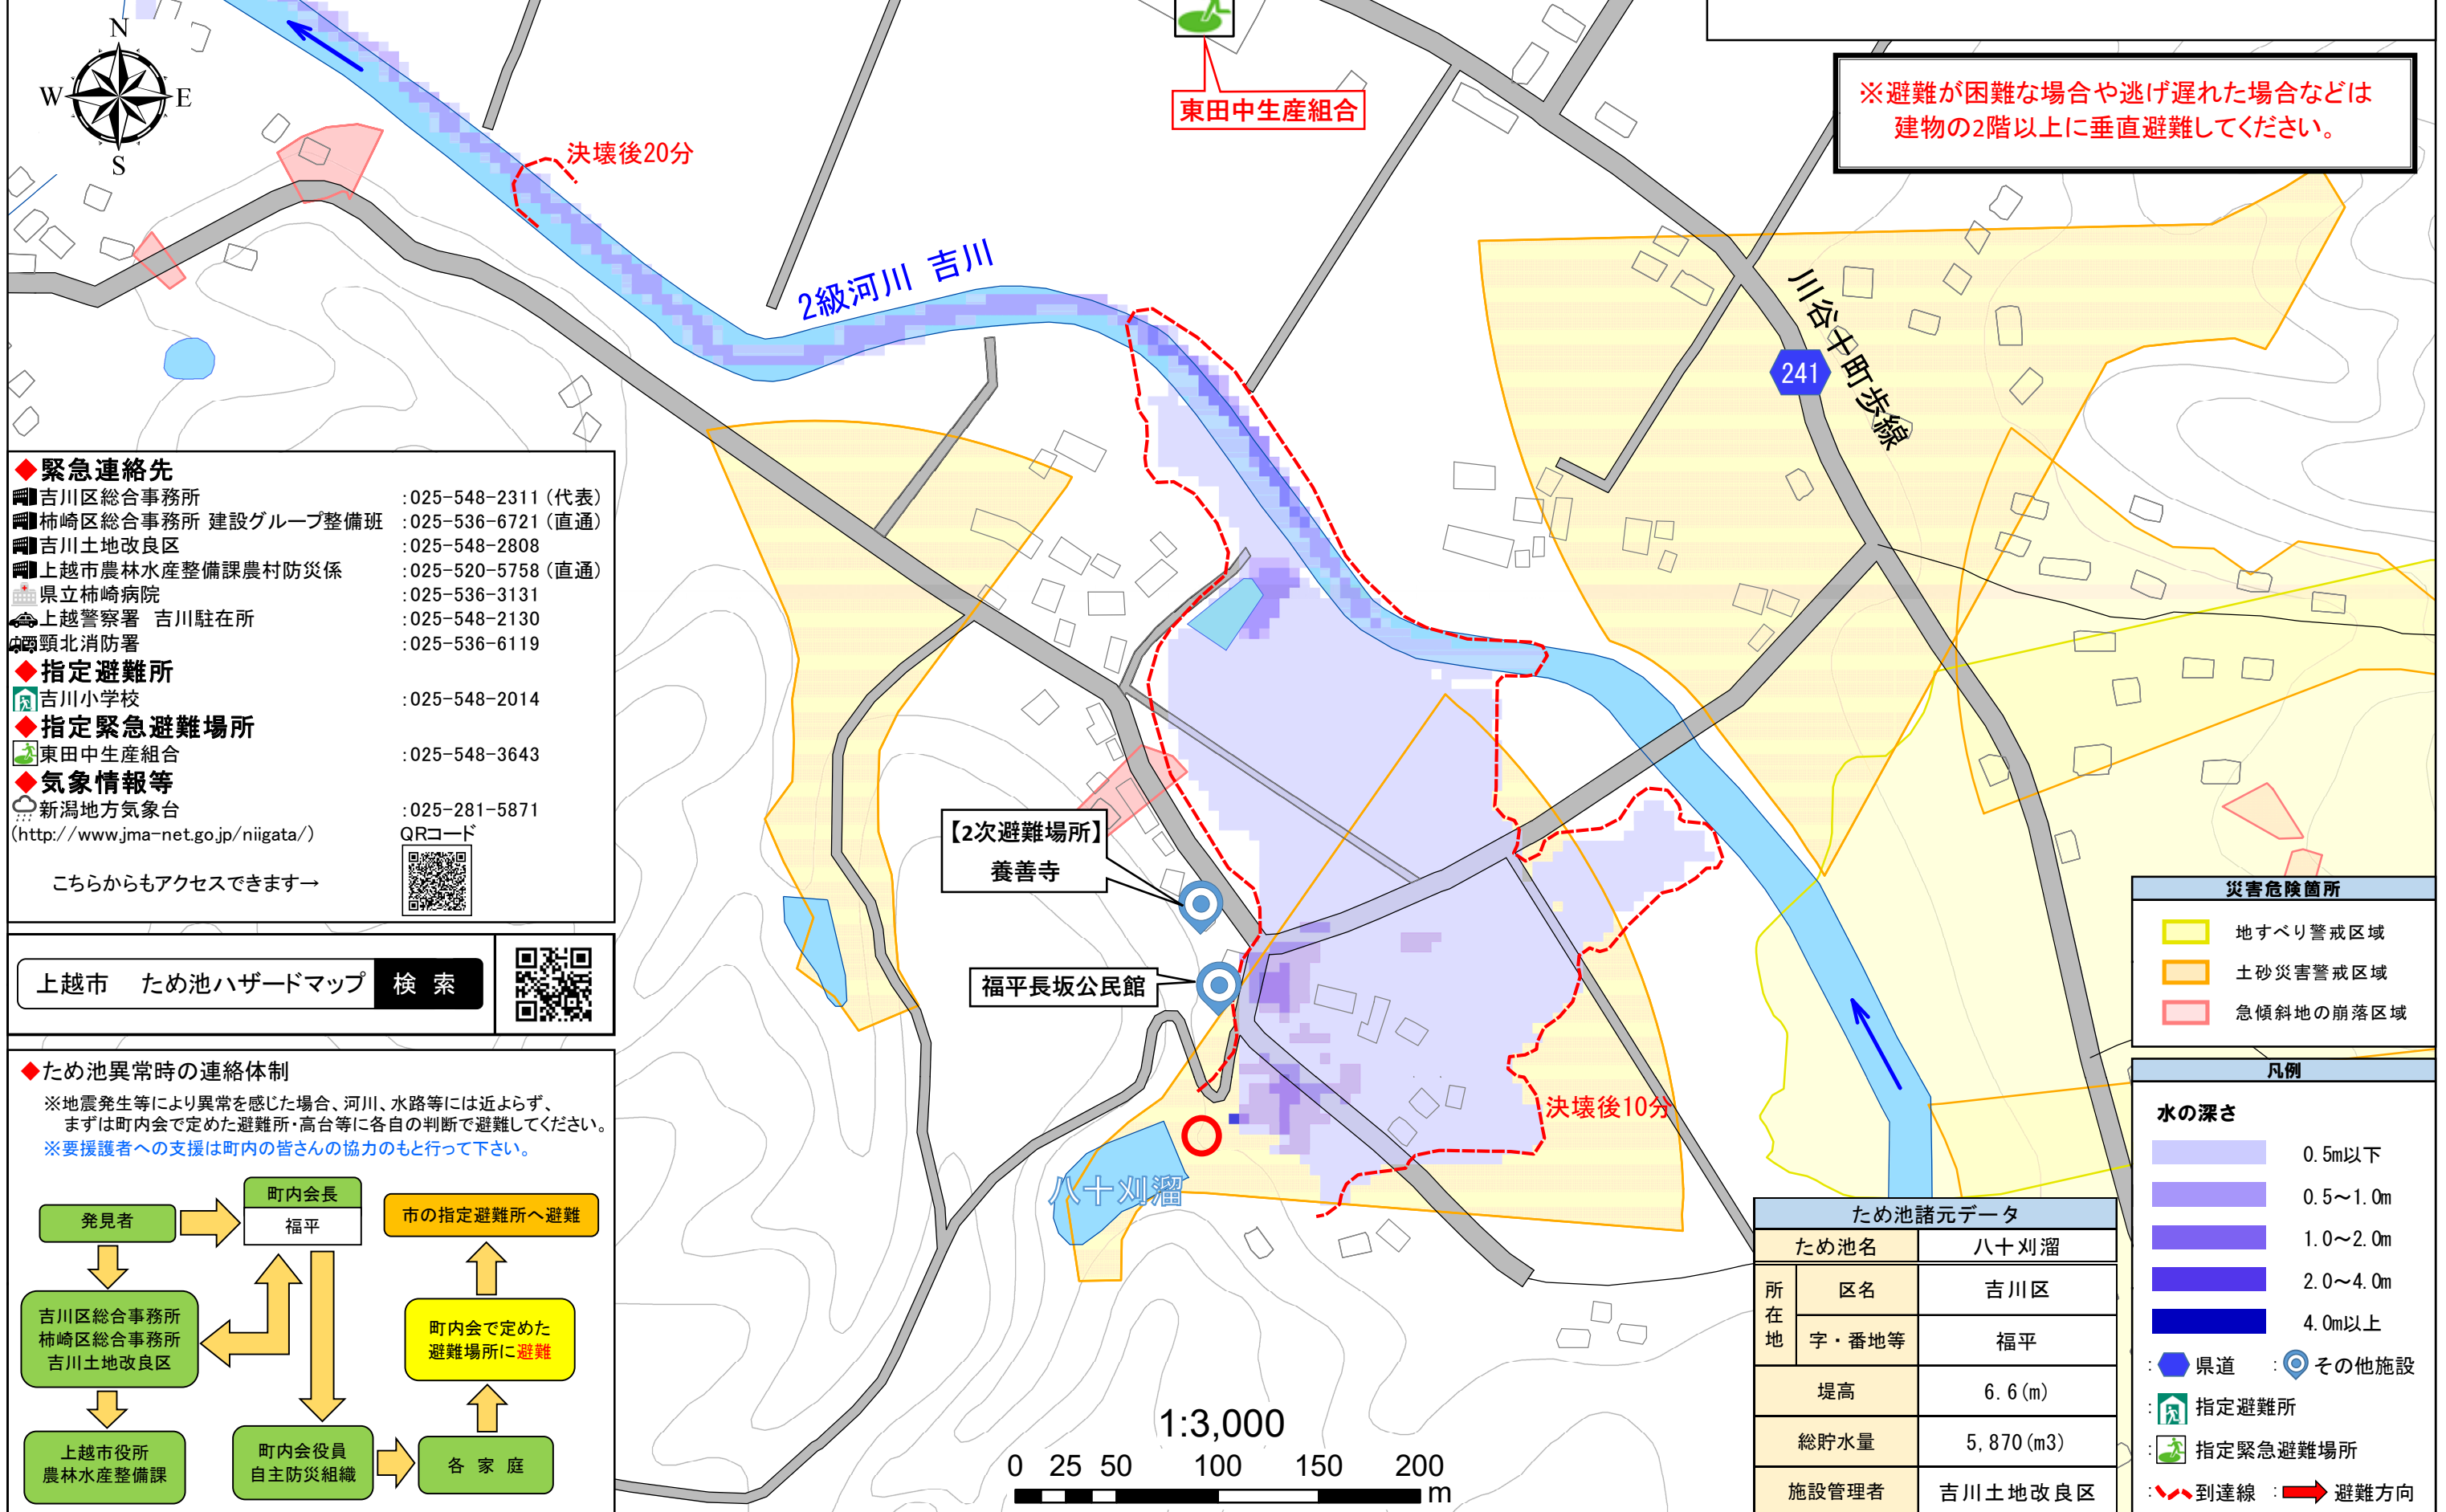 N
W
E
S
東田中生産組合
※避難が困難な場合や逃げ遅れた場合などは
建物の2階以上に垂直避難してください。
決壊後20分
2級河川 吉川
川谷十町歩線
241
◆緊急連絡先
吉川区総合事務所 :025-548-2311(代表)
柿崎区総合事務所 建設グループ整備班 :025-536-6721(直通)
吉川土地改良区 :025-548-2808
上越市農林水産整備課農村防災係 :025-520-5758(直通)
県立柿崎病院 :025-536-3131
上越警察署 吉川駐在所 :025-548-2130
頸北消防署 :025-536-6119
◆指定避難所
吉川小学校 :025-548-2014
◆指定緊急避難場所
東田中生産組合 :025-548-3643
◆気象情報等
新潟地方気象台 :025-281-5871
(http://www.jma-net.go.jp/niigata/) QRコード
こちらからもアクセスできます→
上越市 ため池ハザードマップ 検 索
【2次避難場所】
養善寺
福平長坂公民館
決壊後10分
八十刈溜
◆ため池異常時の連絡体制
※地震発生等により異常を感じた場合、河川、水路等には近よらず、
まずは町内会で定めた避難所・高台等に各自の判断で避難してください。
※要援護者への支援は町内の皆さんの協力のもと行って下さい。
発見者
町内会長
福平
市の指定避難所へ避難
吉川区総合事務所
柿崎区総合事務所
吉川土地改良区
町内会で定めた
避難場所に避難
上越市役所
農林水産整備課
町内会役員
自主防災組織
各 家 庭
1:3,000
0 25 50 100 150 200
m
災害危険箇所
地すべり警戒区域
土砂災害警戒区域
急傾斜地の崩落区域
凡例
水の深さ
0.5m以下
0.5～1.0m
1.0～2.0m
2.0～4.0m
4.0m以上
: 県道 : その他施設
: 指定避難所
: 指定緊急避難場所
: 到達線 : 避難方向
ため池諸元データ
ため池名 八十刈溜
所在地 区名 吉川区
字・番地等 福平
堤高 6.6(m)
総貯水量 5,870(m3)
施設管理者 吉川土地改良区